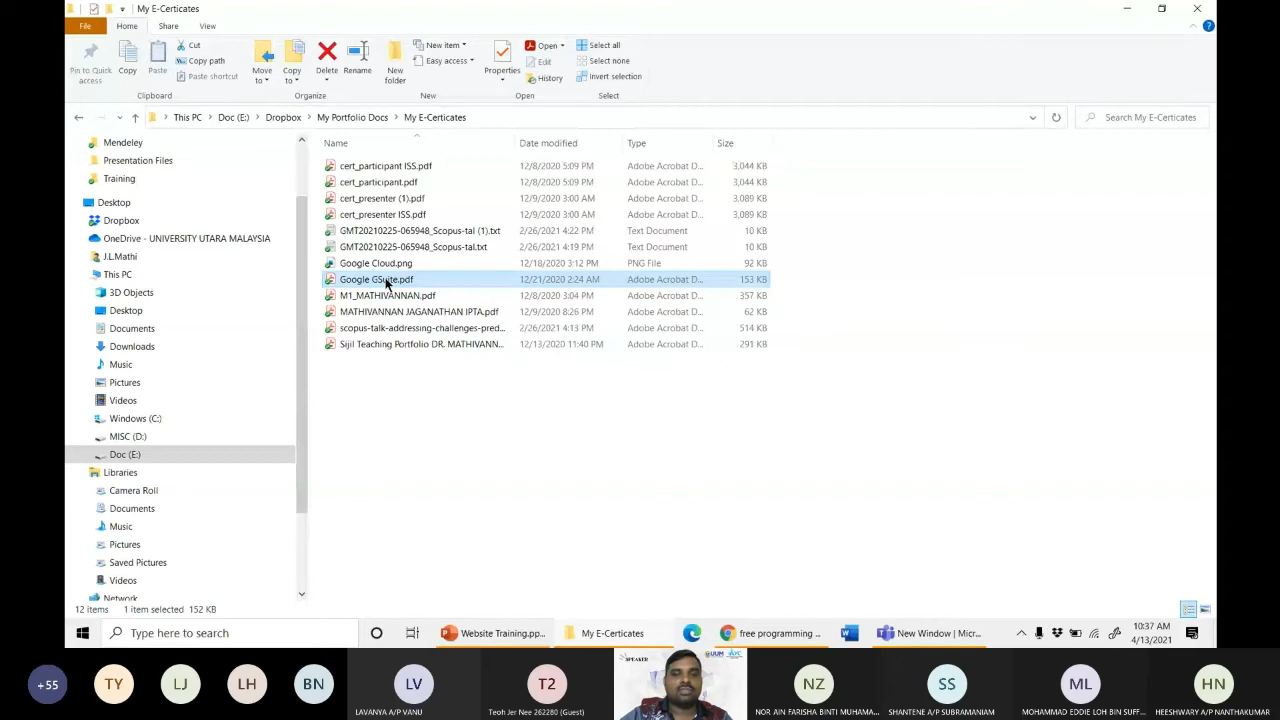 My E-Certicates
File Home Share View
Pin to Quick access
Copy
Paste
Cut
Copy path
Paste shortcut
Clipboard
Move to
Copy to
Delete
Rename
Organize
New folder
New item
Easy access
New
Properties
Open
Edit
History
Open
Select all
Select none
Invert selection
Select
This PC > Doc (E:) > Dropbox > My Portfolio Docs > My E-Certicates
Search My E-Certicates
Mendeley
Presentation Files
Training
Desktop
Dropbox
OneDrive - UNIVERSITY UTARA MALAYSIA
J.L.Mathi
This PC
3D Objects
Desktop
Documents
Downloads
Music
Pictures
Videos
Windows (C:)
MISC (D:)
Doc (E:)
Libraries
Camera Roll
Documents
Music
Pictures
Saved Pictures
Videos
Network
Name Date modified Type Size
cert_participant ISS.pdf 12/8/2020 5:09 PM Adobe Acrobat D... 3,044 KB
cert_participant.pdf 12/8/2020 5:09 PM Adobe Acrobat D... 3,044 KB
cert_presenter (1).pdf 12/9/2020 3:00 AM Adobe Acrobat D... 3,089 KB
cert_presenter ISS.pdf 12/9/2020 3:00 AM Adobe Acrobat D... 3,089 KB
GMT20210225-065948_Scopus-tal (1).txt 2/26/2021 4:22 PM Text Document 10 KB
GMT20210225-065948_Scopus-tal.txt 2/26/2021 4:19 PM Text Document 10 KB
Google Cloud.png 12/18/2020 3:12 PM PNG File 92 KB
Google GSuite.pdf 12/21/2020 2:24 AM Adobe Acrobat D... 153 KB
M1_MATHIVANNAN.pdf 12/8/2020 3:04 PM Adobe Acrobat D... 357 KB
MATHIVANNAN JAGANATHAN IPTA.pdf 12/9/2020 8:26 PM Adobe Acrobat D... 62 KB
scopus-talk-addressing-challenges-pred... 2/26/2021 4:13 PM Adobe Acrobat D... 514 KB
Sijil Teaching Portfolio DR. MATHIVANN... 12/13/2020 11:40 PM Adobe Acrobat D... 291 KB
12 items 1 item selected 152 KB
Type here to search
Website Training.pp...
My E-Certicates
free programming ...
New Window | Micr...
10:37 AM
4/13/2021
+55
TY
LJ
LH
BN
LV
LAVANYA A/P VANU
T2
Teoh Jer Nee 262280 (Guest)
SPEAKER
UUM
NZ
NOR AIN FARISHA BINTI MUHAMA...
SS
SHANTENE A/P SUBRAMANIAM
ML
MOHAMMAD EDDIE LOH BIN SUFF...
HN
HEESHWARY A/P NANTHAKUMAR